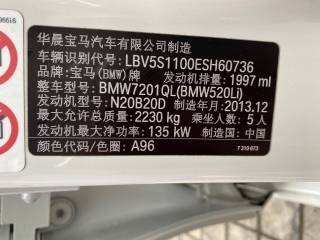 华晨宝马汽车有限公司制造
车辆识别代号: LBV5S1100ESH60736
品牌: 宝马(BMW)牌 发动机排量: 1997 ml
整车型号: BMW7201QL(BMW520Li)
发动机型号: N20B20D 制造年月: 2013.12
最大允许总质量: 2230 kg 乘坐人数: 5 人
发动机最大净功率: 135 kW 制造国: 中国
颜色代码/色圈: A96
7 310 073